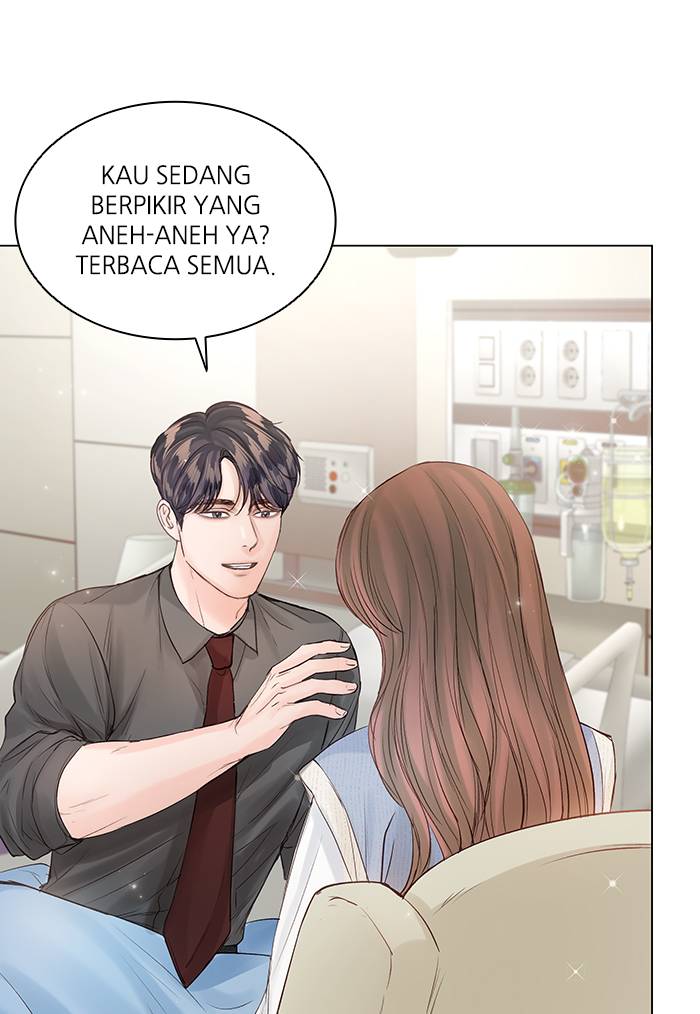 KAU SEDANG
BERPIKIR YANG
ANEH-ANEH YA?
TERBACA SEMUA.